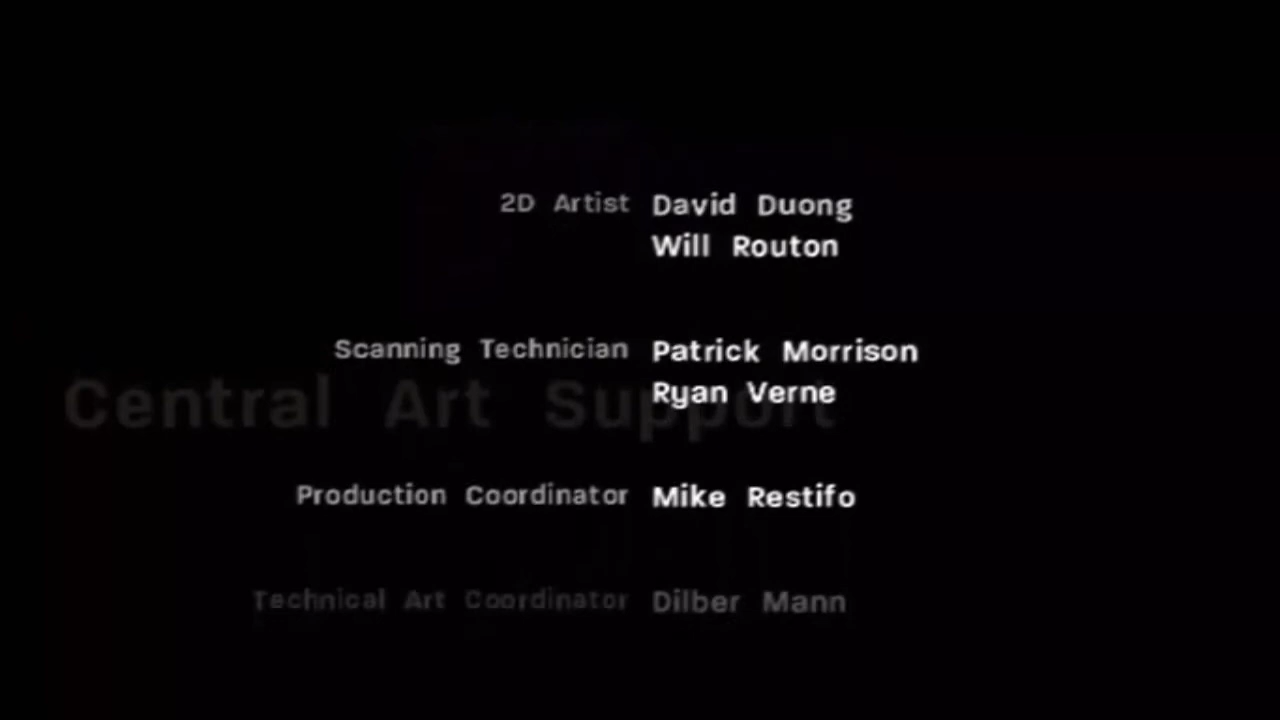 2D Artist David Duong
Will Routon
Scanning Technician Patrick Morrison
Central Art Support
Ryan Verne
Production Coordinator Mike Restifo
Technical Art Coordinator Dilber Mann